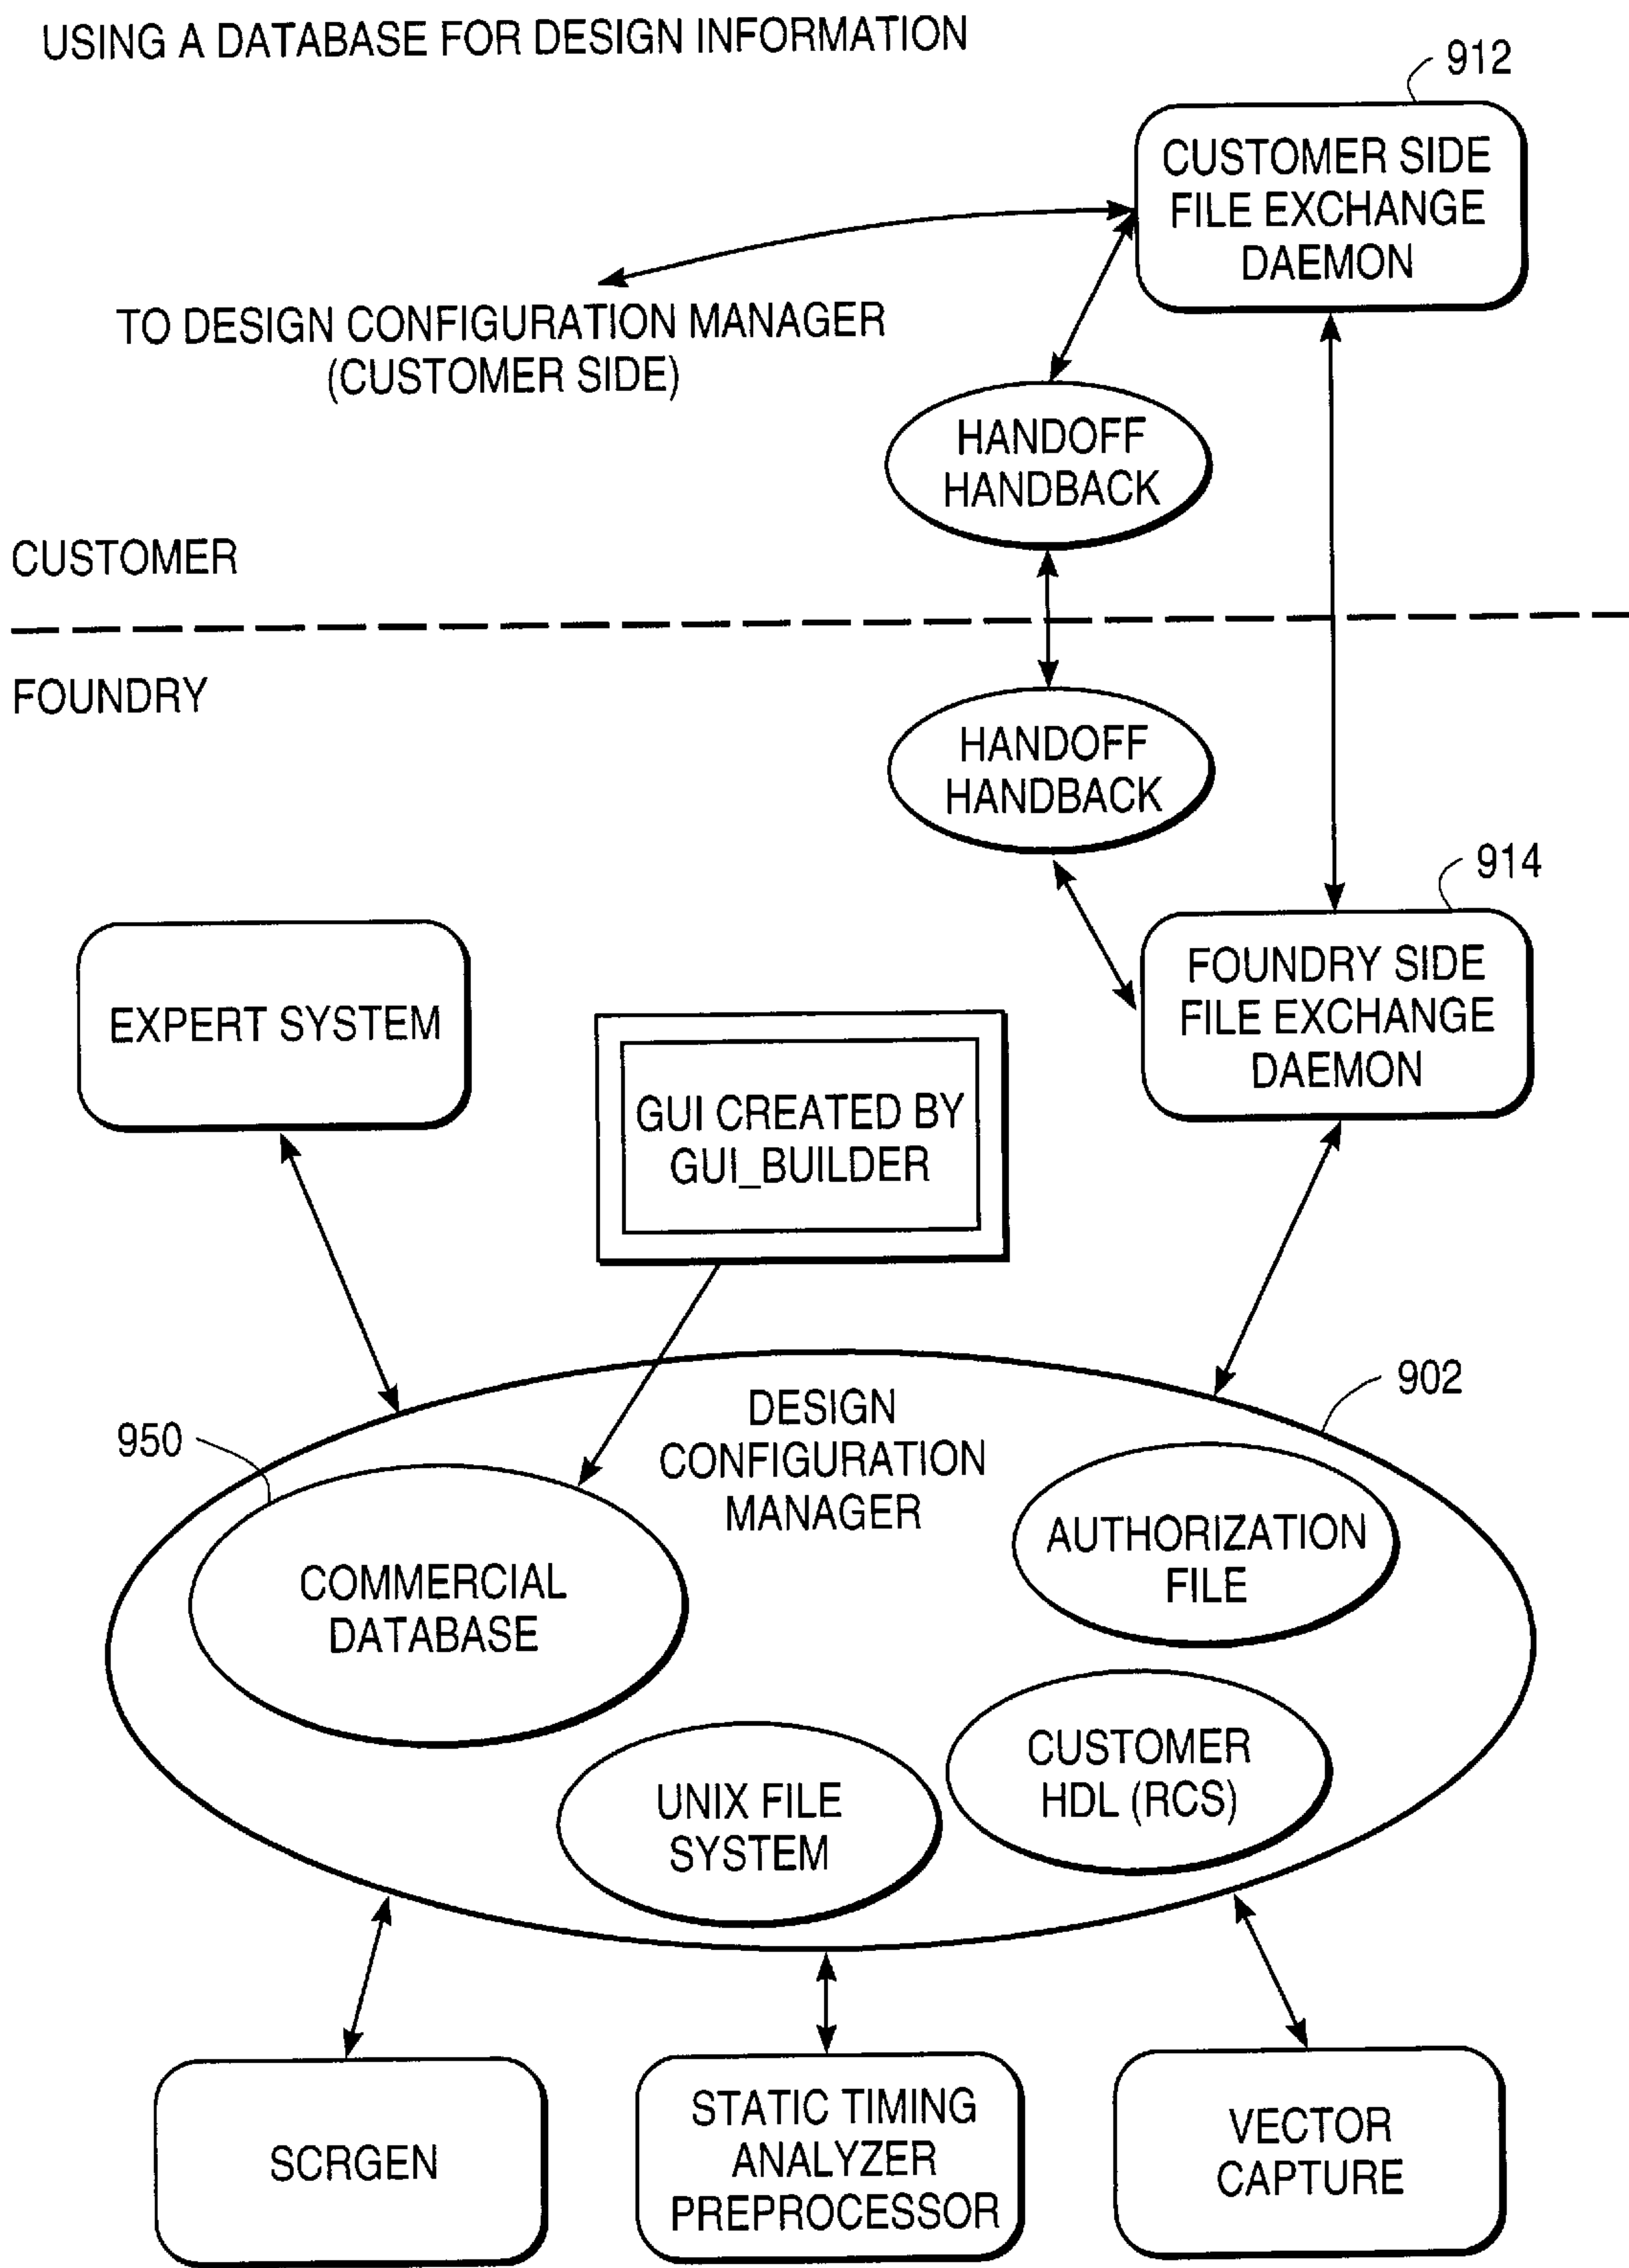 USING A DATABASE FOR DESIGN INFORMATION
912
CUSTOMER SIDE
FILE EXCHANGE
DAEMON
TO DESIGN CONFIGURATION MANAGER
(CUSTOMER SIDE)
HANDOFF
HANDBACK
CUSTOMER
FOUNDRY
HANDOFF
HANDBACK
914
FOUNDRY SIDE
FILE EXCHANGE
DAEMON
EXPERT SYSTEM
GUI CREATED BY
GUI_BUILDER
902
DESIGN
CONFIGURATION
MANAGER
950
COMMERCIAL
DATABASE
AUTHORIZATION
FILE
CUSTOMER
HDL (RCS)
UNIX FILE
SYSTEM
SCRGEN
STATIC TIMING
ANALYZER
PREPROCESSOR
VECTOR
CAPTURE